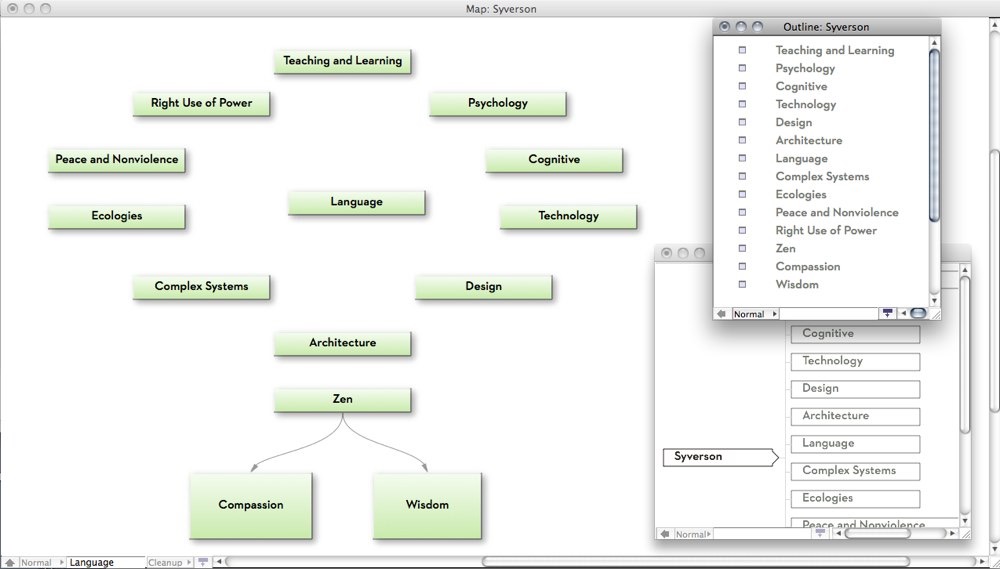 Map: Syverson
Teaching and Learning
Right Use of Power
Psychology
Peace and Nonviolence
Cognitive
Language
Ecologies
Technology
Complex Systems
Design
Architecture
Zen
Compassion
Wisdom
Normal
Language
Cleanup
Outline: Syverson
Teaching and Learning
Psychology
Cognitive
Technology
Design
Architecture
Language
Complex Systems
Ecologies
Peace and Nonviolence
Right Use of Power
Zen
Compassion
Wisdom
Normal
Syverson
Cognitive
Technology
Design
Architecture
Language
Complex Systems
Ecologies
Peace and Nonviolence
Normal